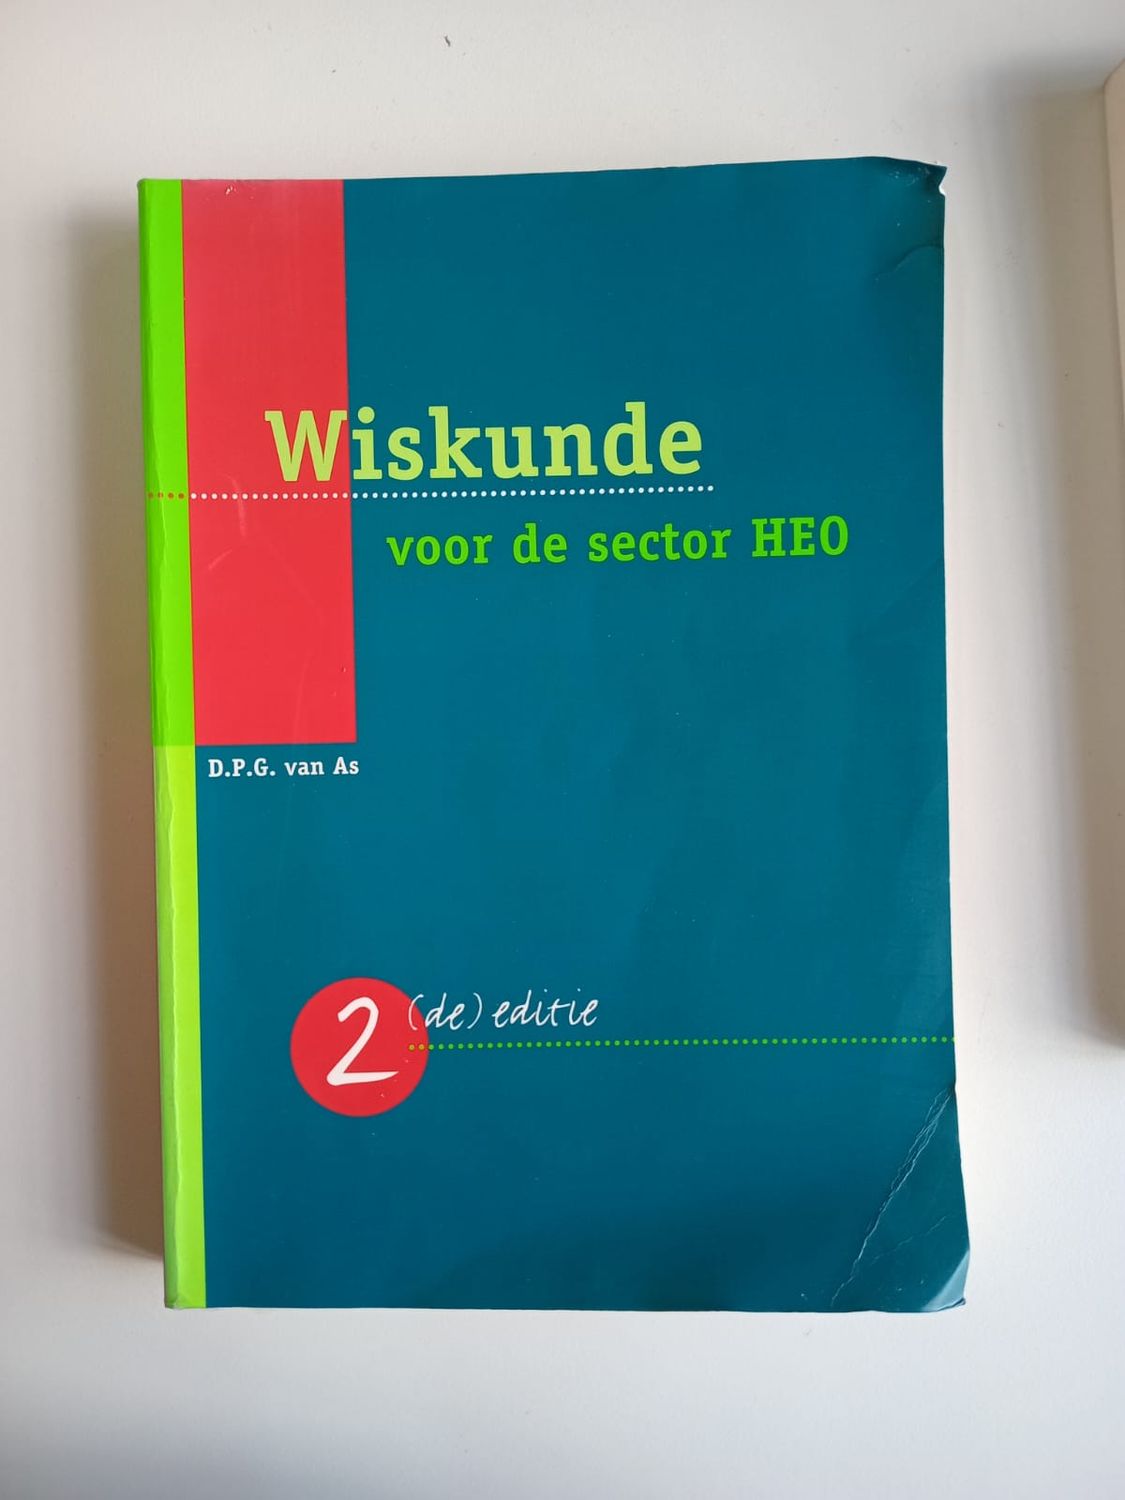 Wiskunde
voor de sector HEO
D.P.G. van As
2 (de) editie